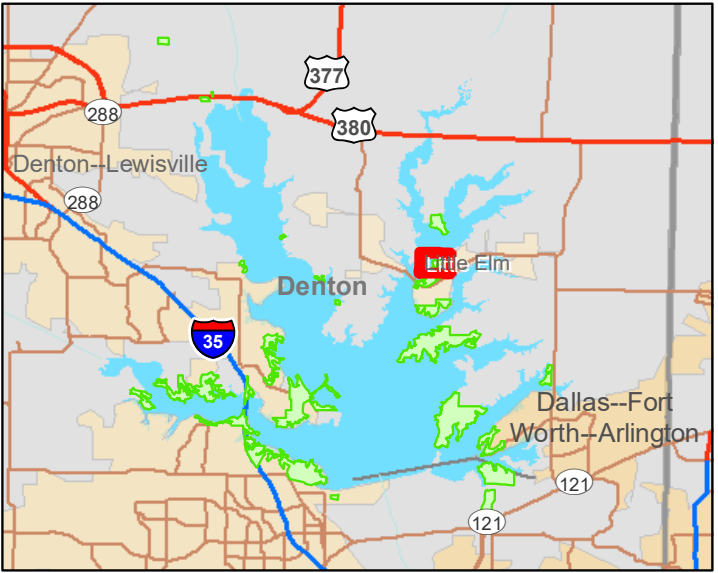 377
380
288
Denton--Lewisville
288
Little Elm
Denton
35
Dallas--Fort
Worth--Arlington
121
121